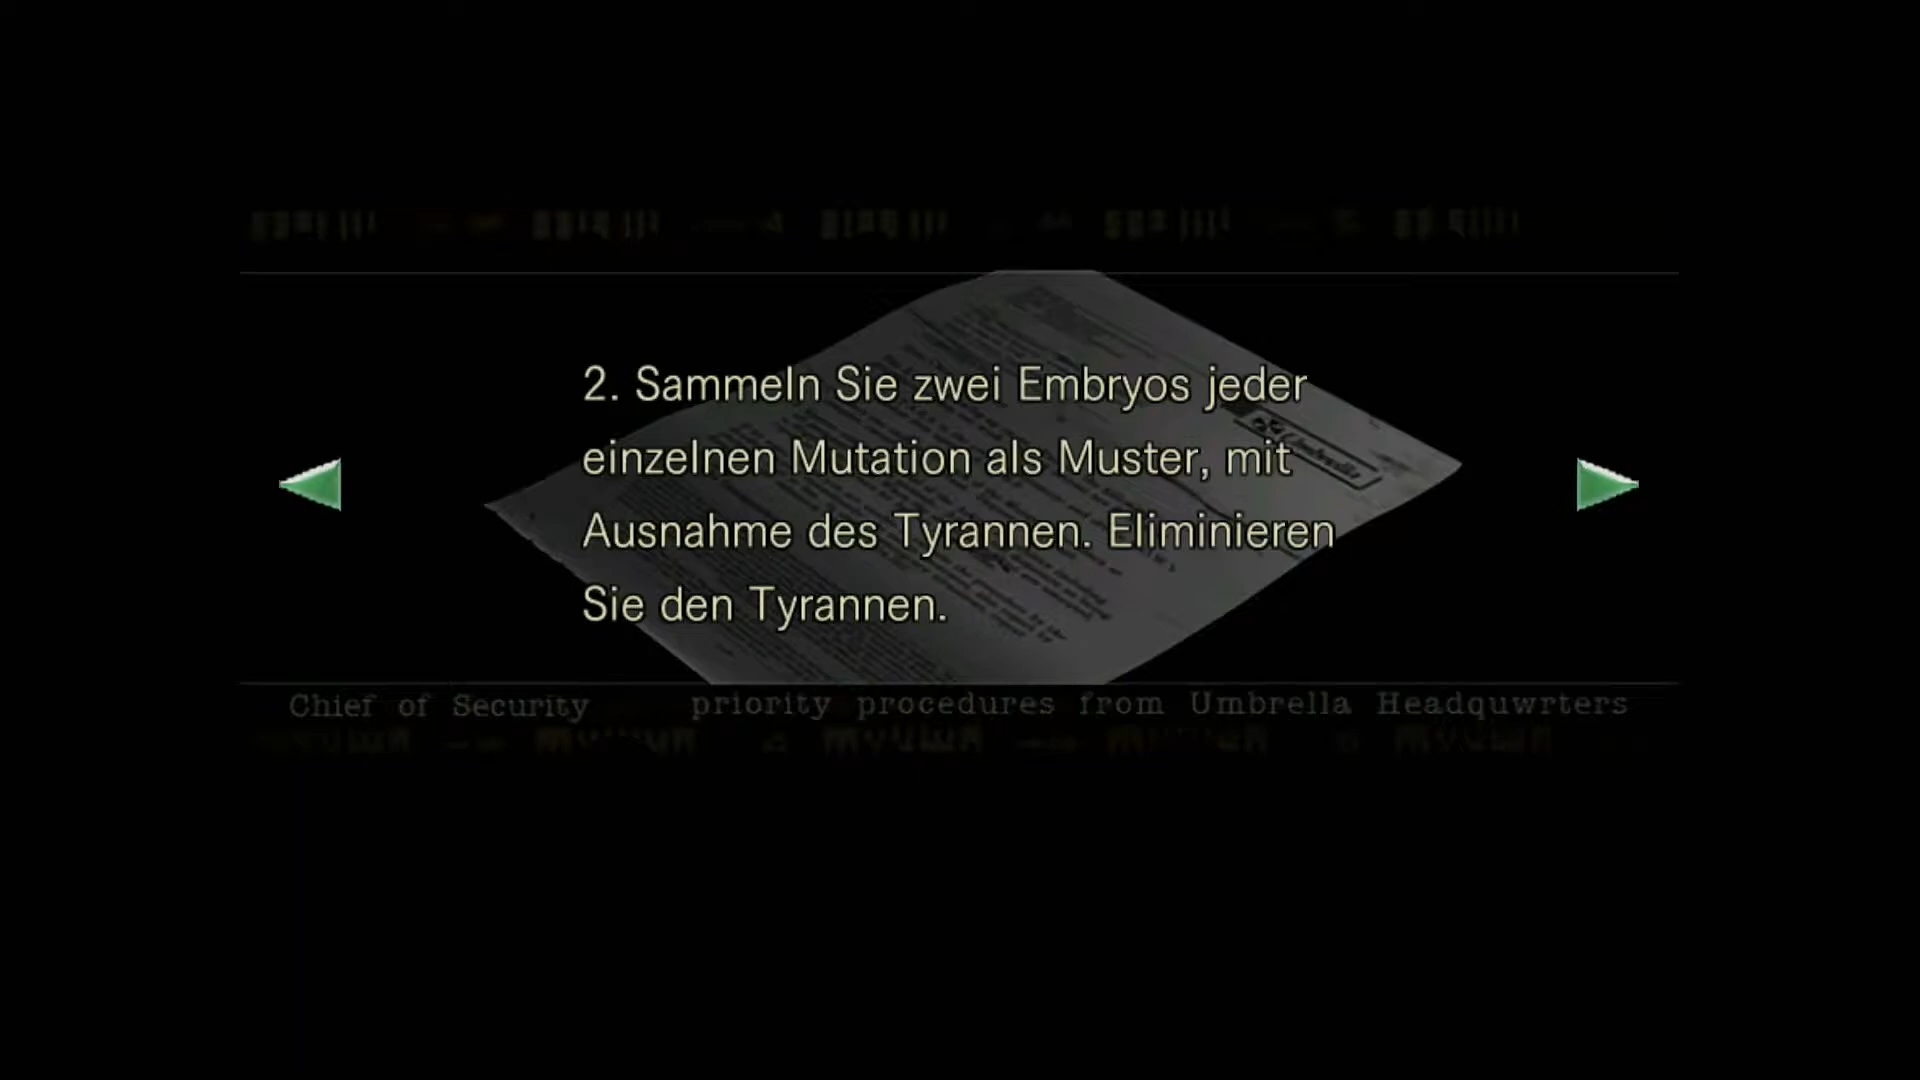 2. Sammeln Sie zwei Embryos jeder
einzelnen Mutation als Muster, mit
Ausnahme des Tyrannen. Eliminieren
Sie den Tyrannen.
Umbrella
Chief of Security priority procedures from Umbrella Headquwrters